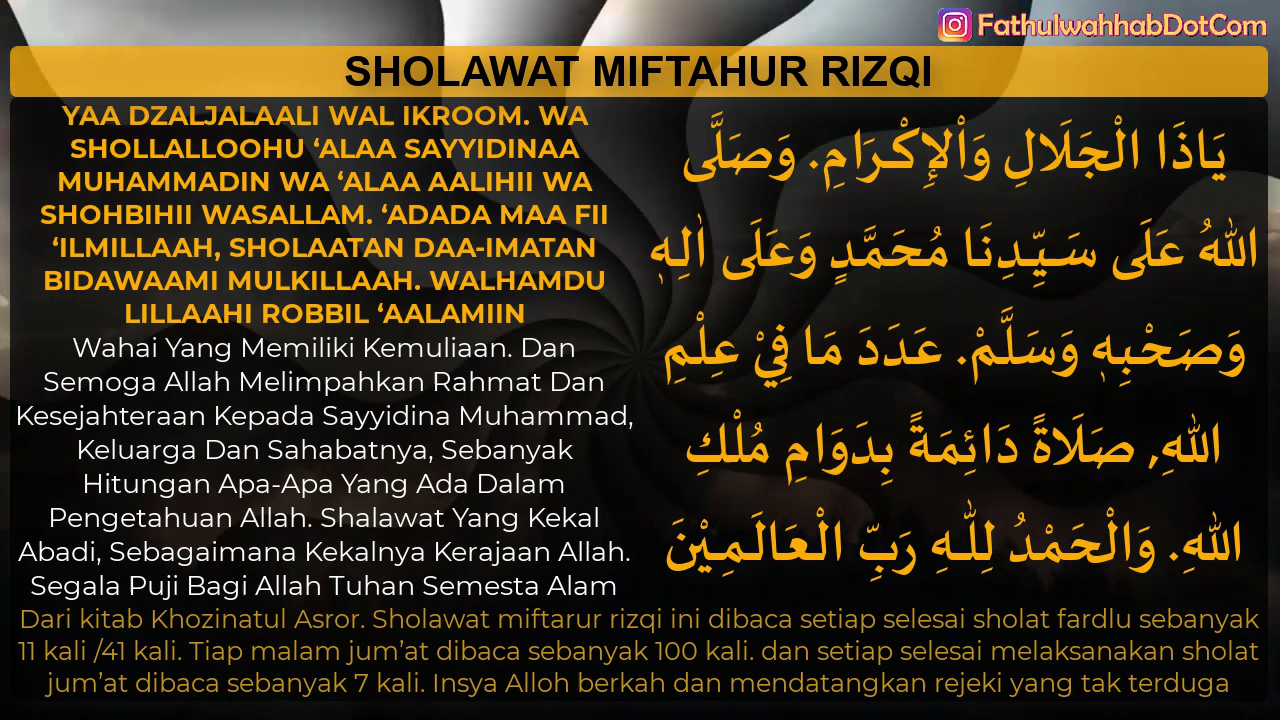 FathulwahhabDotCom
SHOLAWAT MIFTAHUR RIZQI
YAA DZALJALAALI WAL IKROOM. WA
SHOLLALLOOHU ‘ALAA SAYYIDINAA
MUHAMMADIN WA ‘ALAA AALIHII WA
SHOHBIHII WASALLAM. ‘ADADA MAA FII
‘ILMILLAAH, SHOLAATAN DAA-IMATAN
BIDAWAAMI MULKILLAAH. WALHAMDU
LILLAAHI ROBBIL ‘AALAMIIN
Wahai Yang Memiliki Kemuliaan. Dan
Semoga Allah Melimpahkan Rahmat Dan
Kesejahteraan Kepada Sayyidina Muhammad,
Keluarga Dan Sahabatnya, Sebanyak
Hitungan Apa-Apa Yang Ada Dalam
Pengetahuan Allah. Shalawat Yang Kekal
Abadi, Sebagaimana Kekalnya Kerajaan Allah.
Segala Puji Bagi Allah Tuhan Semesta Alam
يَاذَا الْجَلَالِ وَاْلإِكْرَامِ. وَصَلَّى
اللهُ عَلَى سَيِّدِنَا مُحَمَّدٍ وَعَلَى اٰلِهٖ
وَصَحْبِهٖ وَسَلَّمْ. عَدَدَ مَا فِيْ عِلْمِ
اللهِ, صَلَاةً دَائِمَةً بِدَوَامِ مُلْكِ
اللهِ. وَالْحَمْدُ لِلّٰهِ رَبِّ الْعَالَمِيْنَ
Dari kitab Khozinatul Asror. Sholawat miftarur rizqi ini dibaca setiap selesai sholat fardlu sebanyak
11 kali /41 kali. Tiap malam jum’at dibaca sebanyak 100 kali. dan setiap selesai melaksanakan sholat
jum’at dibaca sebanyak 7 kali. Insya Alloh berkah dan mendatangkan rejeki yang tak terduga